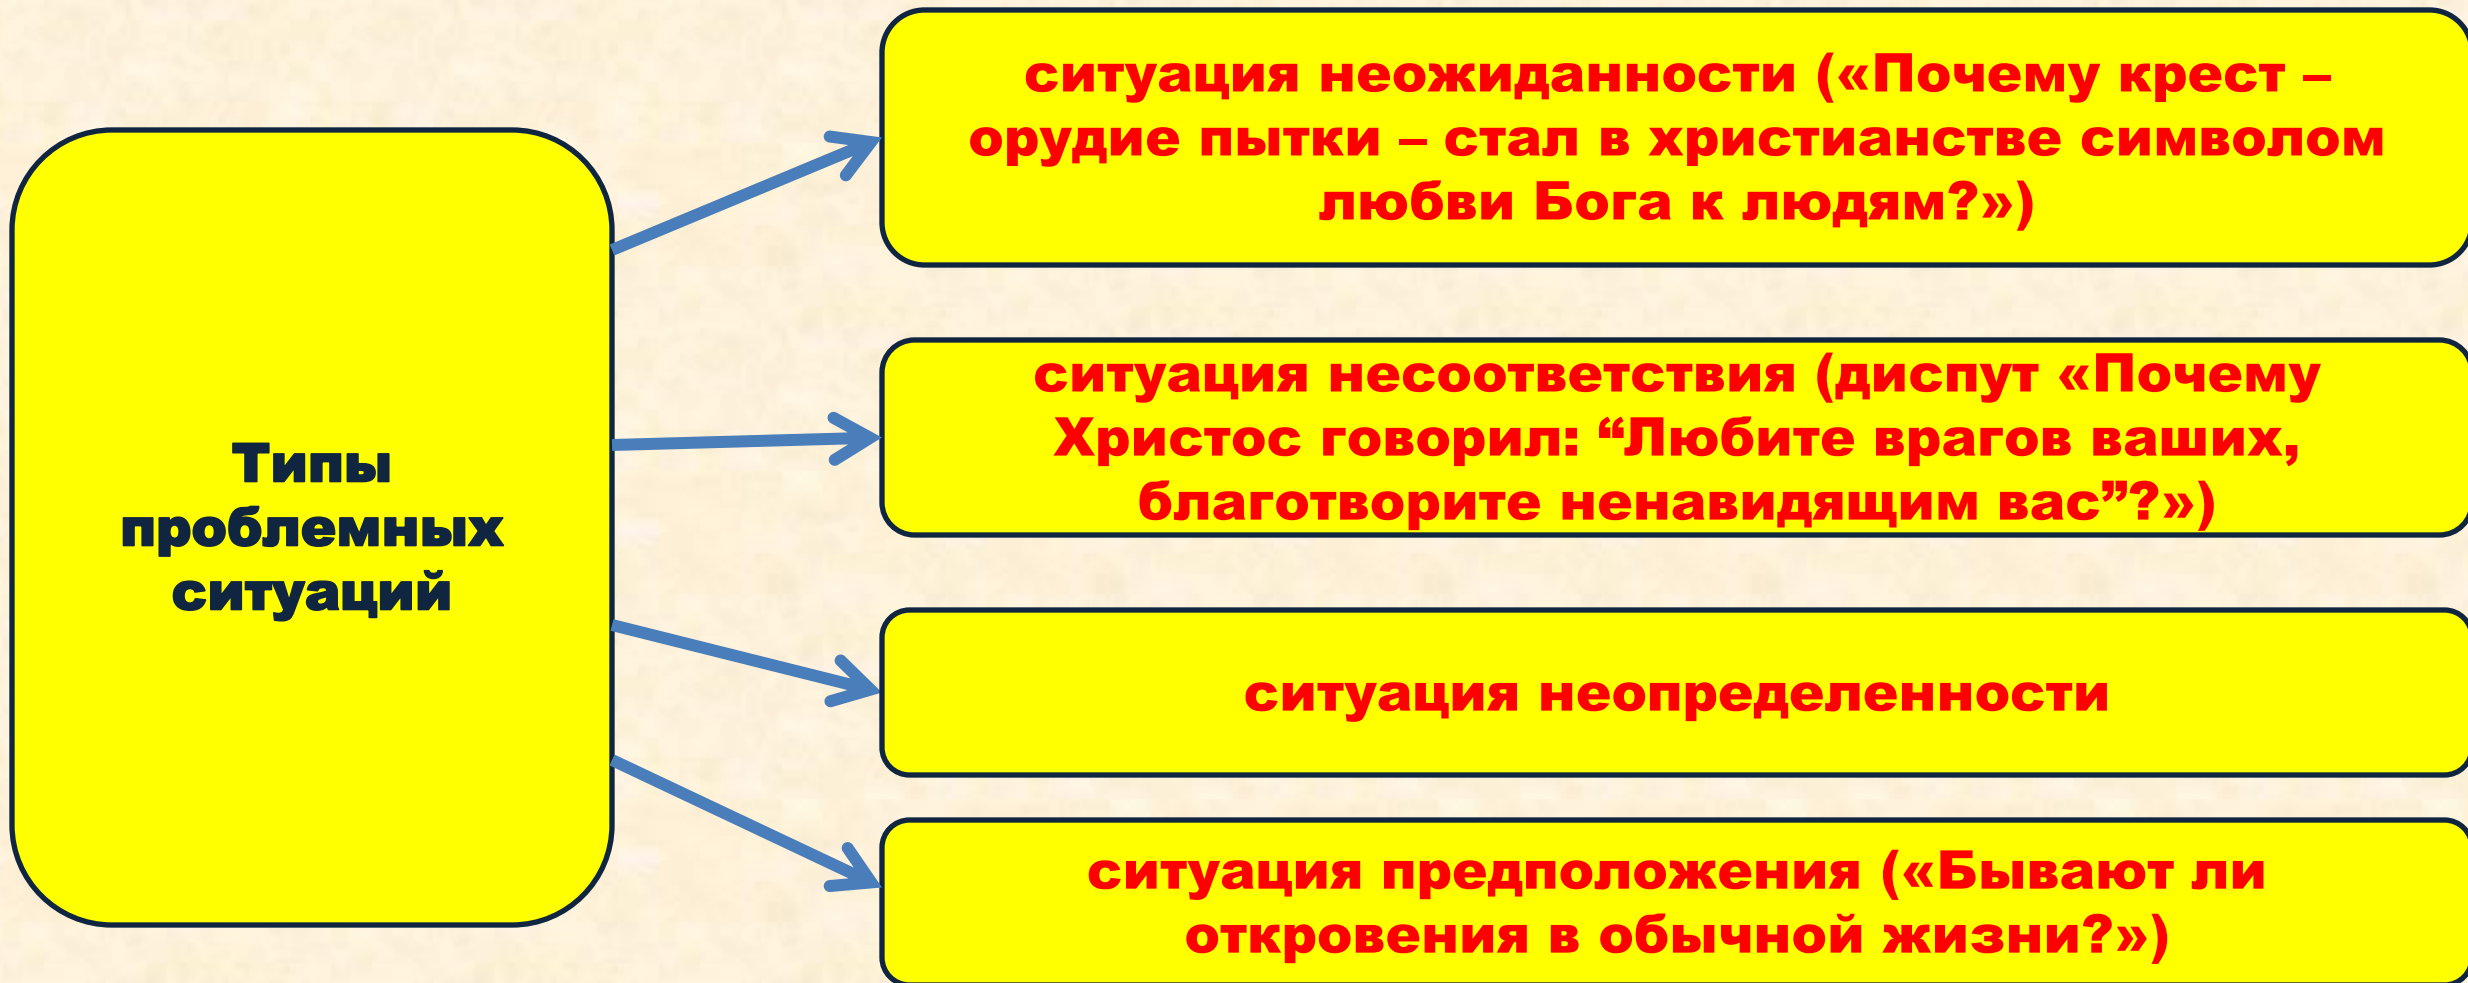 Типы
проблемных
ситуаций
ситуация неожиданности («Почему крест –
орудие пытки – стал в христианстве символом
любви Бога к людям?»)
ситуация несоответствия (диспут «Почему
Христос говорил: “Любите врагов ваших,
благотворите ненавидящим вас”?»)
ситуация неопределенности
ситуация предположения («Бывают ли
откровения в обычной жизни?»)